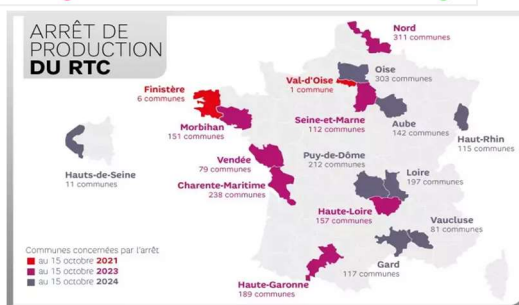 ARRÊT DE
PRODUCTION
DU RTC
Nord
311 communes
Oise
303 communes
Val-d'Oise
1 commune
Finistère
6 communes
Morbihan
151 communes
Seine-et-Marne
112 communes
Aube
142 communes
Haut-Rhin
115 communes
Hauts-de-Seine
11 communes
Vendée
79 communes
Puy-de-Dôme
212 communes
Loire
197 communes
Charente-Maritime
238 communes
Haute-Loire
157 communes
Vaucluse
81 communes
Gard
117 communes
Haute-Garonne
189 communes
Communes concernées par l'arrêt
au 15 octobre 2021
au 15 octobre 2023
au 15 octobre 2024